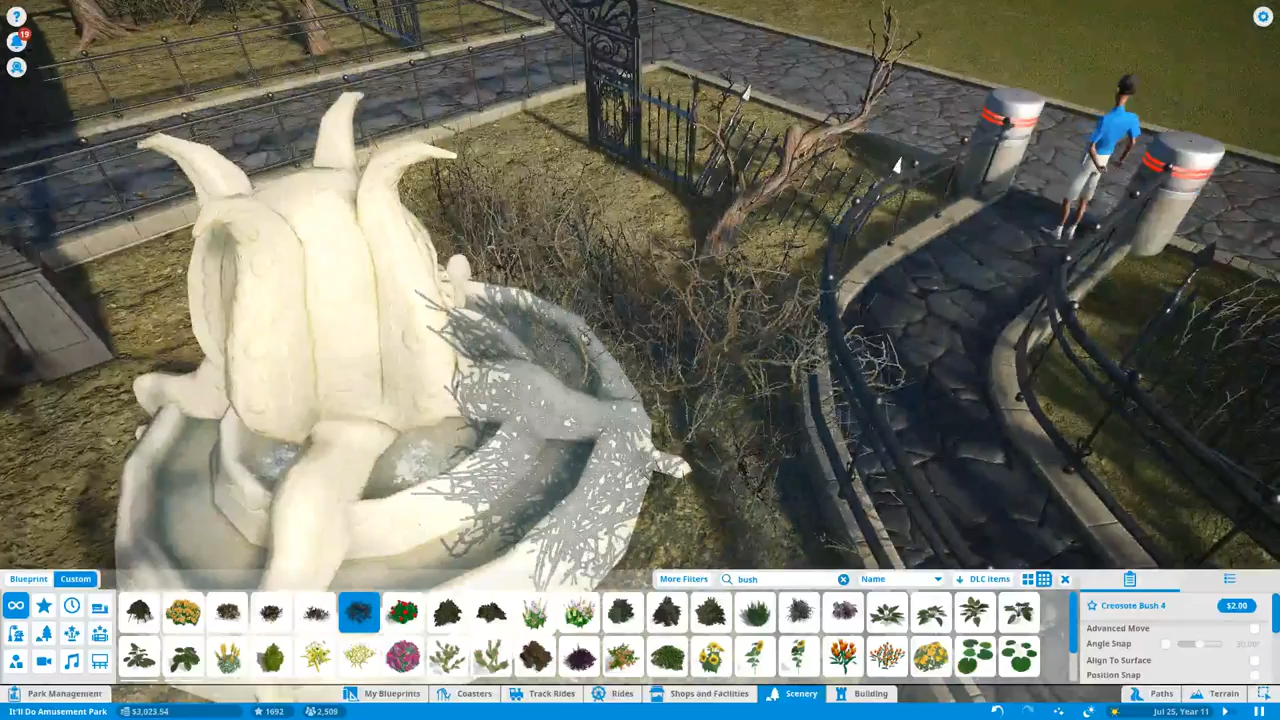 ?
19
Blueprint
Custom
More Filters
bush
Name
DLC items
Creosote Bush 4
$2.00
Advanced Move
Angle Snap
30.00°
Align To Surface
Position Snap
Park Management
My Blueprints
Coasters
Track Rides
Rides
Shops and Facilities
Scenery
Building
Paths
Terrain
It'll Do Amusement Park
$3,023.54
1692
2,509
Jul 25, Year 11